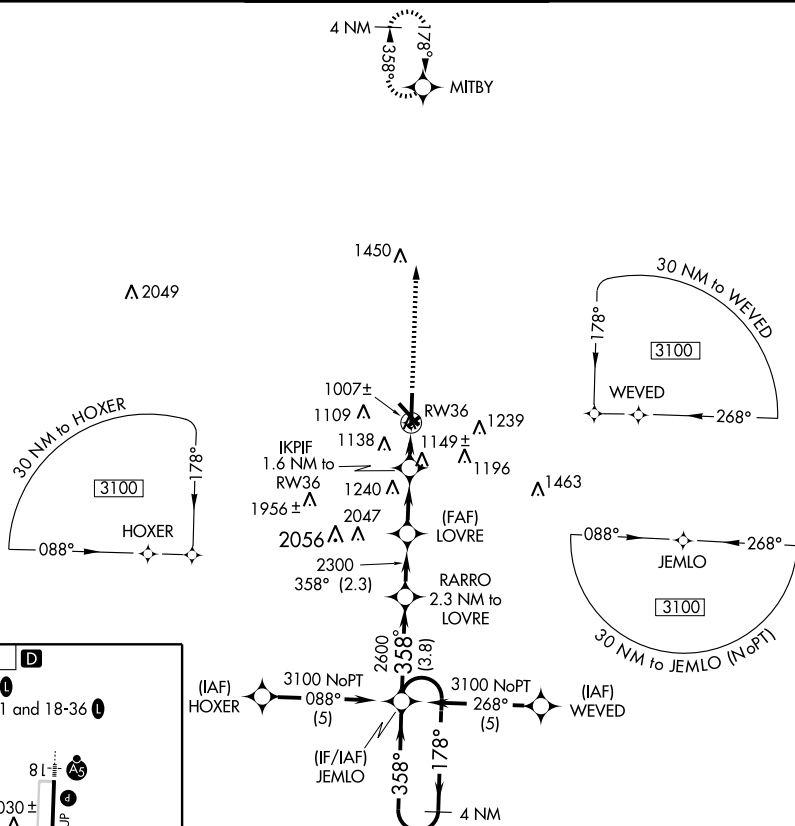 4 NM
178°
358°
MITBY
1450
2049
30 NM to WEVED
178°
3100
WEVED
268°
1007±
RW36
1109
1239
30 NM to HOXER
178°
3100
HOXER
088°
IKPIF
1.6 NM to
RW36
1138
1149±
1196
1240
1463
1956±
2056
2047
(FAF)
LOVRE
088°
268°
JEMLO
3100
30 NM to JEMLO (NoPT)
2300
358° (2.3)
RARRO
2.3 NM to
LOVRE
2600
358°
(3.8)
(IAF)
HOXER
3100 NoPT
088°
(5)
3100 NoPT
268°
(5)
(IAF)
WEVED
(IF/IAF)
JEMLO
358°
178°
4 NM
D
L
1 and 18-36 L
18
A5
P
030 ±
UP